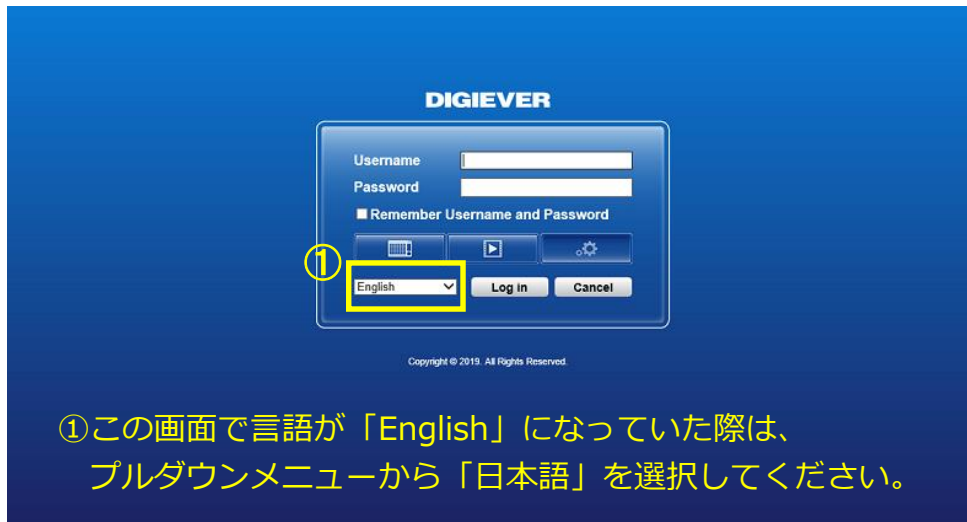 DIGIEVER
Username
Password
Remember Username and Password
①
English Log in Cancel
Copyright © 2019. All Rights Reserved.
①この画面で言語が「English」になっていた際は、
プルダウンメニューから「日本語」を選択してください。